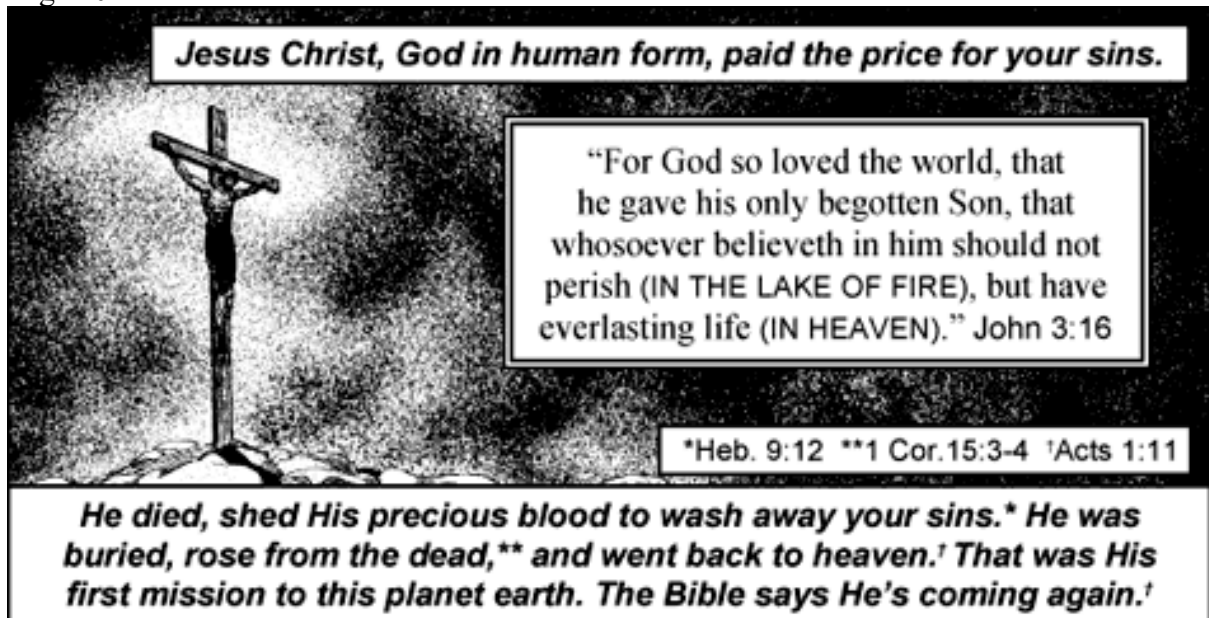 Jesus Christ, God in human form, paid the price for your sins.
“For God so loved the world, that
he gave his only begotten Son, that
whosoever believeth in him should not
perish (IN THE LAKE OF FIRE), but have
everlasting life (IN HEAVEN).” John 3:16
*Heb. 9:12 **1 Cor.15:3-4 †Acts 1:11
He died, shed His precious blood to wash away your sins.* He was
buried, rose from the dead,** and went back to heaven.† That was His
first mission to this planet earth. The Bible says He’s coming again.†